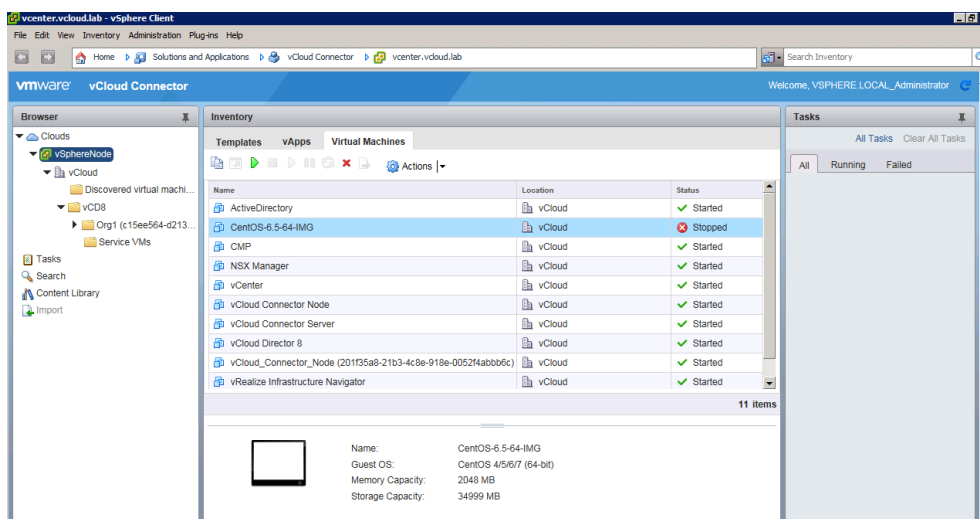 vcenter.vcloud.lab - vSphere Client
File Edit View Inventory Administration Plug-ins Help
Home Solutions and Applications vCloud Connector vcenter.vcloud.lab Search Inventory
vmware vCloud Connector Welcome, VSPHERE.LOCAL_Administrator
Browser
Clouds
vSphereNode
vCloud
Discovered virtual machi...
vCD8
Org1 (c15ee564-d213...
Service VMs
Tasks
Search
Content Library
Import
Inventory
Templates vApps Virtual Machines
Actions
Name Location Status
ActiveDirectory vCloud Started
CentOS-6.5-64-IMG vCloud Stopped
CMP vCloud Started
NSX Manager vCloud Started
vCenter vCloud Started
vCloud Connector Node vCloud Started
vCloud Connector Server vCloud Started
vCloud Director 8 vCloud Started
vCloud_Connector_Node (201f35a8-21b3-4c8e-918e-0052f4abbb6c) vCloud Started
vRealize Infrastructure Navigator vCloud Started
11 items
Name: CentOS-6.5-64-IMG
Guest OS: CentOS 4/5/6/7 (64-bit)
Memory Capacity: 2048 MB
Storage Capacity: 34999 MB
Tasks
All Tasks Clear All Tasks
All Running Failed